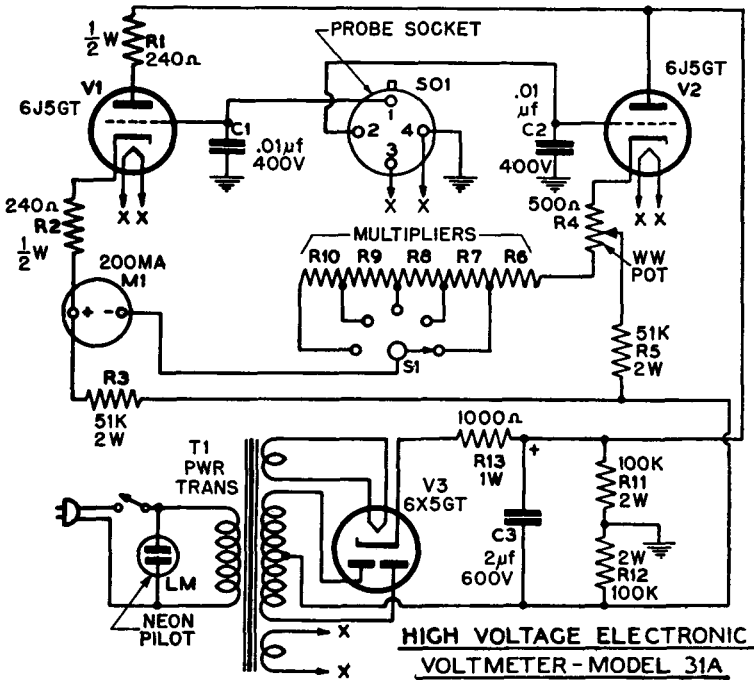 PROBE SOCKET
1/2 W
R1
240Ω
V1
6J5GT
SO1
1
2
4
3
X X
C1
.01μf
400V
.01
μf
C2
400V
6J5GT
V2
X X
X X
240Ω
R2
1/2 W
500Ω
R4
WW
POT
MULTIPLIERS
R10 R9 R8 R7 R6
200MA
M1
+ -
S1
51K
R5
2W
R3
51K
2W
1000Ω
R13
1W
T1
PWR
TRANS
V3
6X5GT
+
C3
2μf
600V
100K
R11
2W
2W
R12
100K
LM
NEON
PILOT
X
X
HIGH VOLTAGE ELECTRONIC
VOLTMETER-MODEL 31A